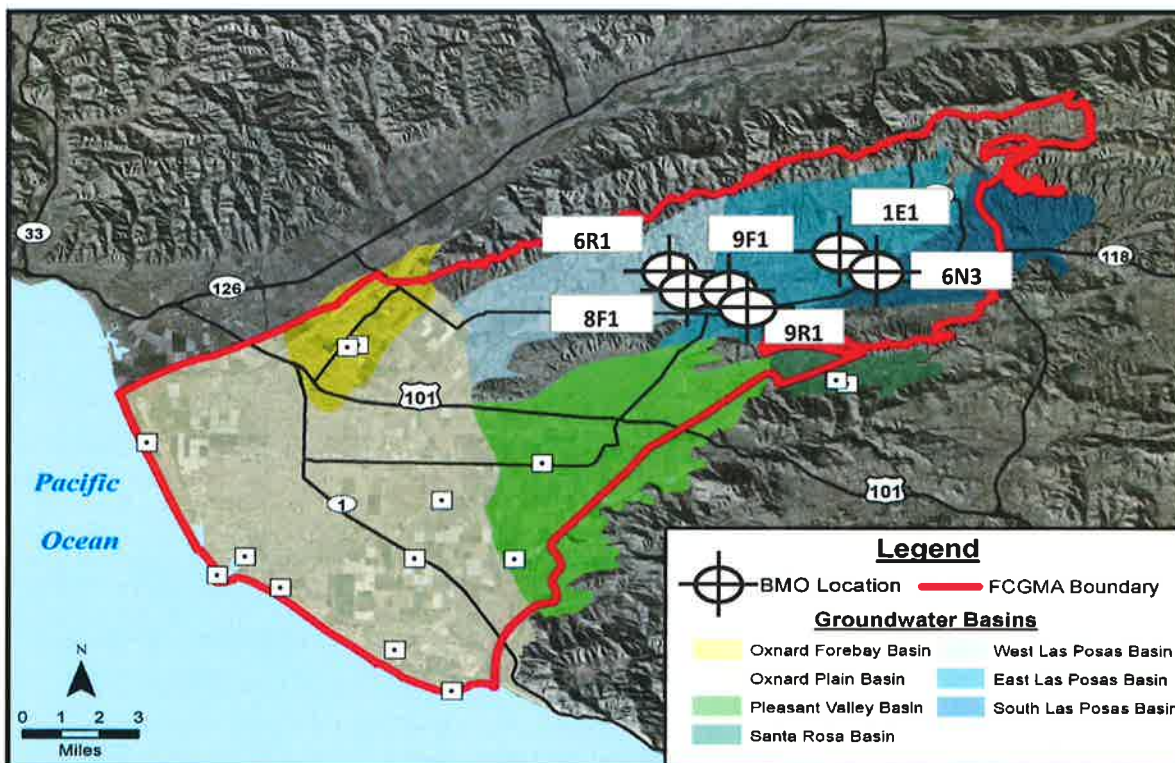 33
126
6R1
9F1
1E1
118
6N3
8F1
9R1
101
Pacific
Ocean
1
101
N
0 1 2 3
Miles
Legend
BMO Location
FCGMA Boundary
Groundwater Basins
Oxnard Forebay Basin
West Las Posas Basin
Oxnard Plain Basin
East Las Posas Basin
Pleasant Valley Basin
South Las Posas Basin
Santa Rosa Basin